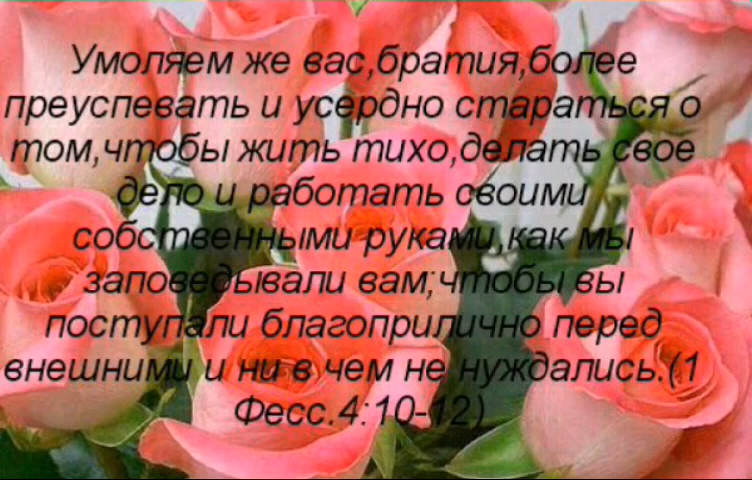 Умоляем же вас,братия,более
преуспевать и усердно стараться о
том,чтобы жить тихо,делать свое
дело и работать своими
собственными руками,как мы
заповедывали вам;чтобы вы
поступали благоприлично перед
внешними и ни в чем не нуждались.(1
Фесс.4:10-12)